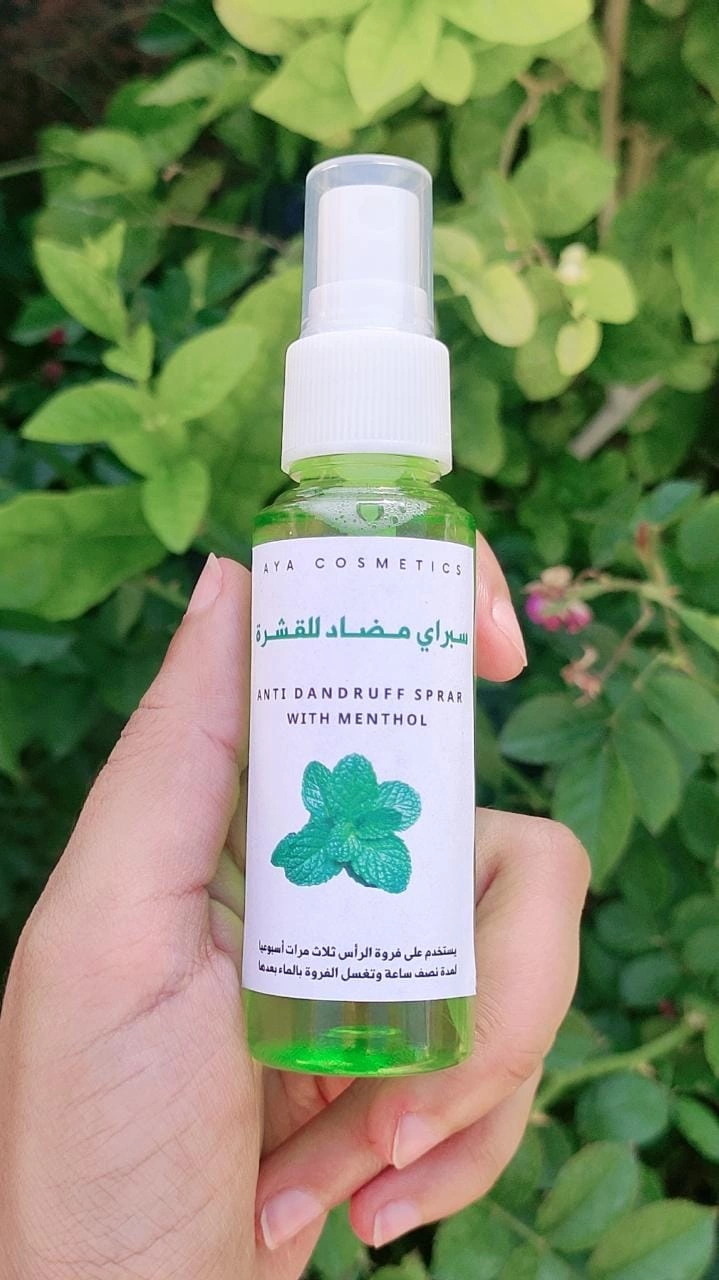 AYA COSMETICS
سبراي مضاد للقشرة
ANTI DANDRUFF SPRAR
WITH MENTHOL
يستخدم على فروة الرأس ثلاث مرات أسبوعيا
لمدة نصف ساعة وتغسل الفروة بالماء بعدها